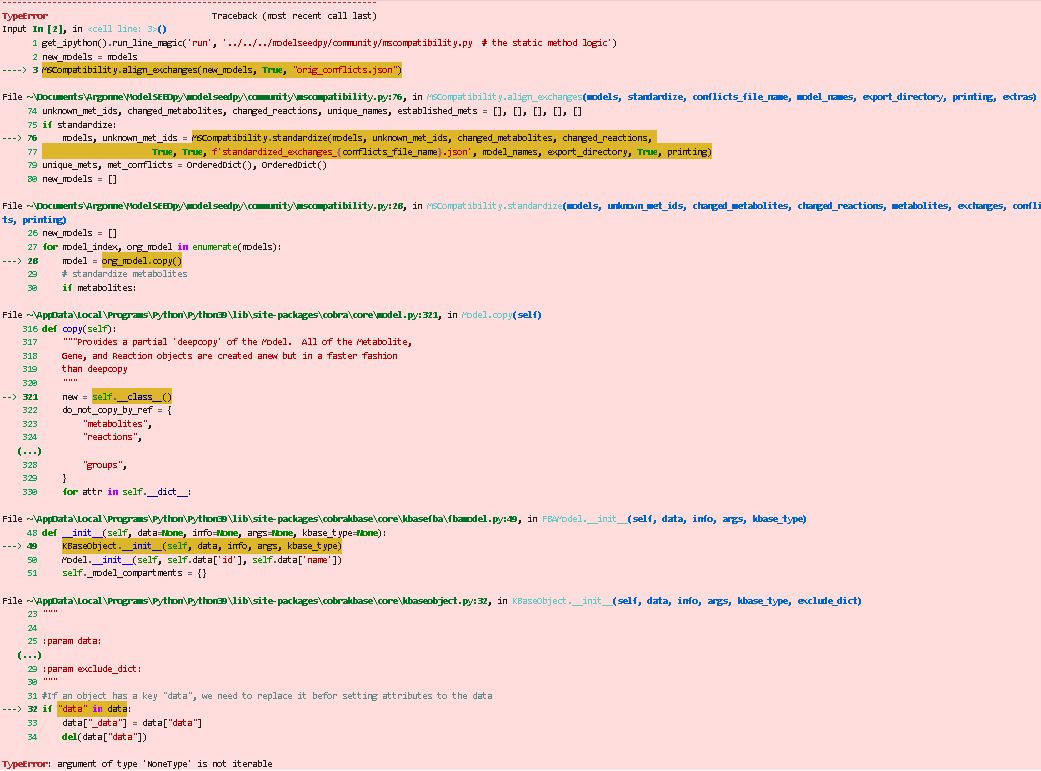 ---------------------------------------------------------------------------
TypeError                                 Traceback (most recent call last)
Input In [2], in <cell line: 3>()
      1 get_ipython().run_line_magic('run', '../../../modelseedpy/community/mscompatibility.py  # the static method logic')
      2 new_models = models
----> 3 MSCompatibility.align_exchanges(new_models, True, "orig_conflicts.json")
File ~\Documents\Argonne\ModelSEEDpy\modelseedpy\community\mscompatibility.py:76, in MSCompatibility.align_exchanges(models, standardize, conflicts_file_name, model_names, export_directory, printing, extras)
     74 unknown_met_ids, changed_metabolites, changed_reactions, unique_names, established_mets = [], [], [], [], []
     75 if standardize:
---> 76     models, unknown_met_ids = MSCompatibility.standardize(models, unknown_met_ids, changed_metabolites, changed_reactions,
     77                       True, True, f'standardized_exchanges_{conflicts_file_name}.json', model_names, export_directory, True, printing)
     79 unique_mets, met_conflicts = OrderedDict(), OrderedDict()
     80 new_models = []
File ~\Documents\Argonne\ModelSEEDpy\modelseedpy\community\mscompatibility.py:28, in MSCompatibility.standardize(models, unknown_met_ids, changed_metabolites, changed_reactions, metabolites, exchanges, confli
ts, printing)
     26 new_models = []
     27 for model_index, org_model in enumerate(models):
---> 28     model = org_model.copy()
     29     # standardize metabolites
     30     if metabolites:
File ~\AppData\Local\Programs\Python\Python39\lib\site-packages\cobra\core\model.py:321, in Model.copy(self)
    316 def copy(self):
    317     """Provides a partial 'deepcopy' of the Model.  All of the Metabolite,
    318     Gene, and Reaction objects are created anew but in a faster fashion
    319     than deepcopy
    320     """
--> 321     new = self.__class__()
    322     do_not_copy_by_ref = {
    323         "metabolites",
    324         "reactions",
   (...)
    328         "groups",
    329     }
    330     for attr in self.__dict__:
File ~\AppData\Local\Programs\Python\Python39\lib\site-packages\cobrakbase\core\kbasefba\fbamodel.py:49, in FBAModel.__init__(self, data, info, args, kbase_type)
     48 def __init__(self, data=None, info=None, args=None, kbase_type=None):
---> 49     KBaseObject.__init__(self, data, info, args, kbase_type)
     50     Model.__init__(self, self.data['id'], self.data['name'])
     51     self._model_compartments = {}
File ~\AppData\Local\Programs\Python\Python39\lib\site-packages\cobrakbase\core\kbaseobject.py:32, in KBaseObject.__init__(self, data, info, args, kbase_type, exclude_dict)
     23 """
     24
     25 :param data:
   (...)
     29 :param exclude_dict:
     30 """
     31 #If an object has a key "data", we need to replace it befor setting attributes to the data
---> 32 if "data" in data:
     33     data["_data"] = data["data"]
     34     del(data["data"])
TypeError: argument of type 'NoneType' is not iterable